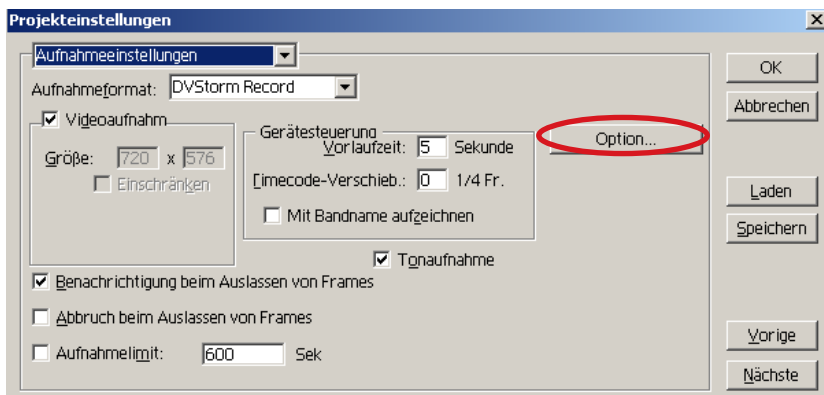 Projekteinstellungen
Aufnahmeeinstellungen
Aufnahmeformat: DVStorm Record
Videoaufnahm
Größe: 720 x 576
Einschränken
Gerätesteuerung
Vorlaufzeit: 5 Sekunde
Timecode-Verschieb.: 0 1/4 Fr.
Mit Bandname aufzeichnen
Option...
Tonaufnahme
Benachrichtigung beim Auslassen von Frames
Abbruch beim Auslassen von Frames
Aufnahmelimit: 600 Sek
OK
Abbrechen
Laden
Speichern
Vorige
Nächste